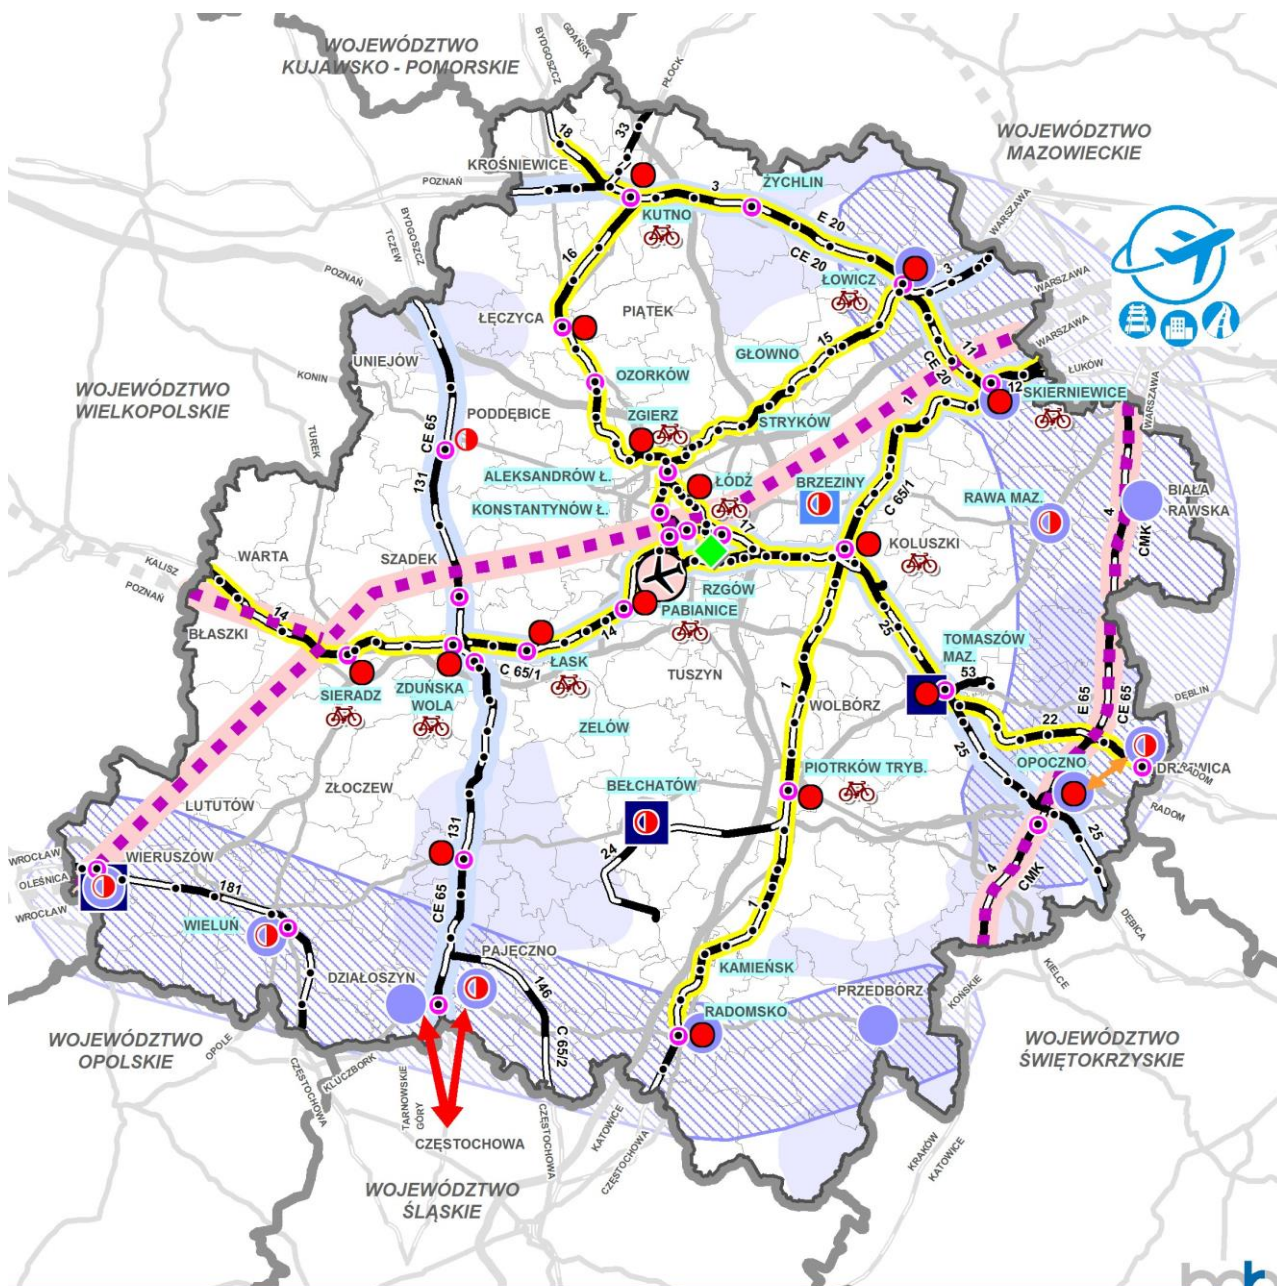 WOJEWÓDZTWO
KUJAWSKO - POMORSKIE
BYDGOSZCZ
GDAŃSK
PŁOCK
WOJEWÓDZTWO
MAZOWIECKIE
18
33
KROŚNIEWICE
POZNAŃ
3
ŻYCHLIN
KUTNO
E 20
CE 20
WARSZAWA
BYDGOSZCZ
TCZEW
POZNAŃ
16
ŁOWICZ
3
WARSZAWA
ŁĘCZYCA
PIĄTEK
15
GŁOWNO
11
CE 20
WARSZAWA
UNIEJÓW
OZORKÓW
ŁUKÓW
12
WOJEWÓDZTWO
WIELKOPOLSKIE
KONIN
PODDĘBICE
ZGIERZ
STRYKÓW
1
SKIERNIEWICE
WARSZAWA
TUREK
CE 65
131
ALEKSANDRÓW Ł.
ŁÓDŹ
BRZEZINY
C 65/1
RAWA MAZ.
BIAŁA
RAWSKA
4
CMK
KONSTANTYNÓW Ł.
17
KOLUSZKI
WARTA
SZADEK
KALISZ
POZNAŃ
RZGÓW
14
BŁASZKI
PABIANICE
14
25
TOMASZÓW
MAZ.
53
SIERADZ
ZDUŃSKA
WOLA
C 65/1
ŁASK
TUSZYN
1
WOLBÓRZ
E 65
CE 65
DĘBLIN
ZELÓW
22
25
OPOCZNO
DRZEWICA
RADOM
ZŁOCZEW
LUTUTÓW
BEŁCHATÓW
PIOTRKÓW TRYB.
RADOM
131
24
25
4
CMK
WROCŁAW
OLEŚNICA
WROCŁAW
WIERUSZÓW
181
CE 65
1
WIELUŃ
PAJĘCZNO
DĘBICA
DZIAŁOSZYN
KAMIEŃSK
KIELCE
KOŃSKIE
146
PRZEDBÓRZ
RADOMSKO
WOJEWÓDZTWO
OPOLSKIE
OPOLE
C 65/2
WOJEWÓDZTWO
ŚWIĘTOKRZYSKIE
CZĘSTOCHOWA
KLUCZBORK
TARNOWSKIE
GÓRY
CZĘSTOCHOWA
CZĘSTOCHOWA
KATOWICE
CZĘSTOCHOWA
KRAKÓW
KATOWICE
WOJEWÓDZTWO
ŚLĄSKIE